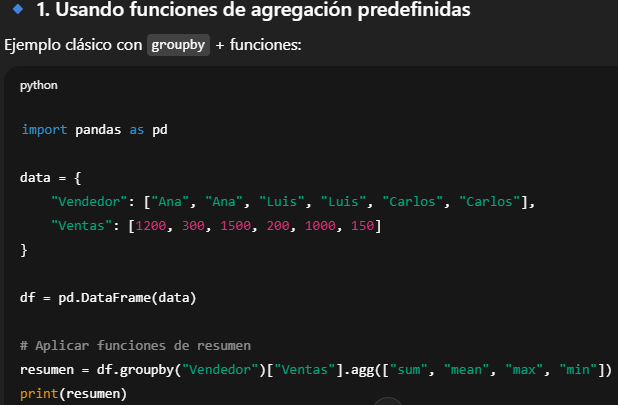 1. Usando funciones de agregación predefinidas
Ejemplo clásico con groupby + funciones:
python
import pandas as pd
data = {
    "Vendedor": ["Ana", "Ana", "Luis", "Luis", "Carlos", "Carlos"],
    "Ventas": [1200, 300, 1500, 200, 1000, 150]
}
df = pd.DataFrame(data)
# Aplicar funciones de resumen
resumen = df.groupby("Vendedor")["Ventas"].agg(["sum", "mean", "max", "min"])
print(resumen)